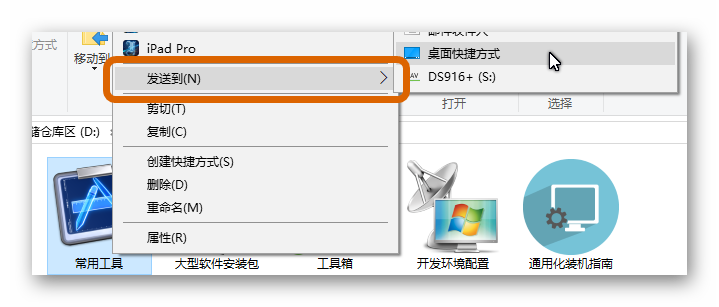 方式
移动到
iPad Pro
发送到(N)
剪切(T)
复制(C)
创建快捷方式(S)
删除(D)
重命名(M)
属性(R)
桌面快捷方式
DS916+ (S:)
打开
选择
储仓库区 (D:)
常用工具
大型软件安装包
工具箱
开发环境配置
通用化装机指南